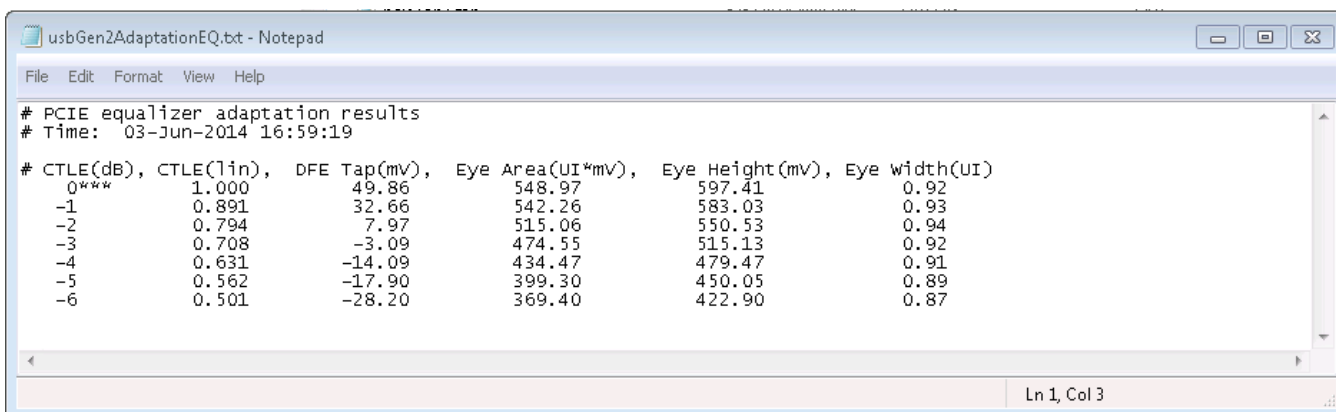 usbGen2AdaptationEQ.txt - Notepad
File Edit Format View Help
# PCIE equalizer adaptation results
# Time: 03-Jun-2014 16:59:19
# CTLE(dB), CTLE(lin), DFE Tap(mV), Eye Area(UI*mV), Eye Height(mV), Eye Width(UI)
0*** 1.000 49.86 548.97 597.41 0.92
-1 0.891 32.66 542.26 583.03 0.93
-2 0.794 7.97 515.06 550.53 0.94
-3 0.708 -3.09 474.55 515.13 0.92
-4 0.631 -14.09 434.47 479.47 0.91
-5 0.562 -17.90 399.30 450.05 0.89
-6 0.501 -28.20 369.40 422.90 0.87
Ln 1, Col 3